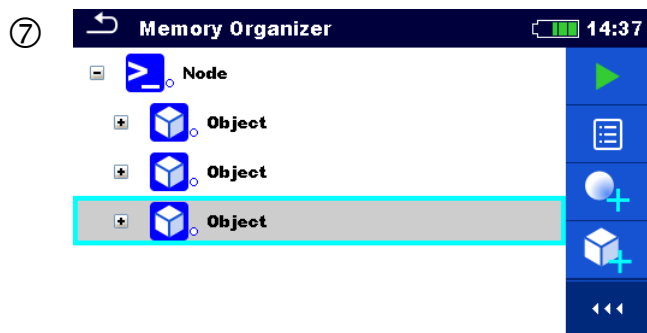 ⑦
Memory Organizer 14:37
Node
Object
Object
Object